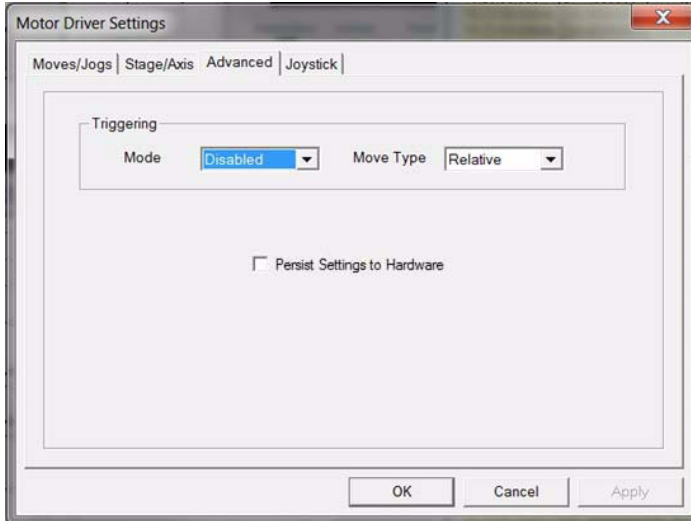 Motor Driver Settings
X
Moves/Jogs Stage/Axis Advanced Joystick
Triggering
Mode Disabled Move Type Relative
Persist Settings to Hardware
OK Cancel Apply